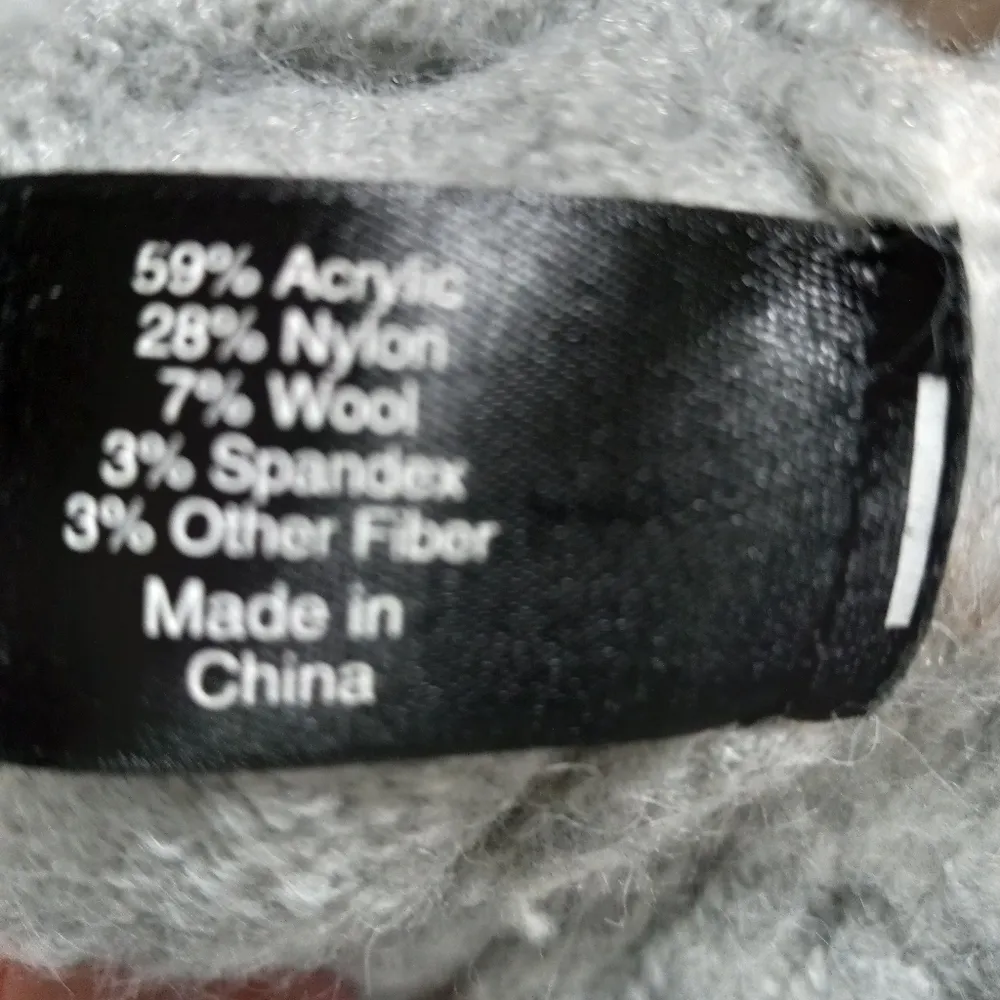 59% Acrylic
28% Nylon
7% Wool
3% Spandex
3% Other Fiber
Made in
China